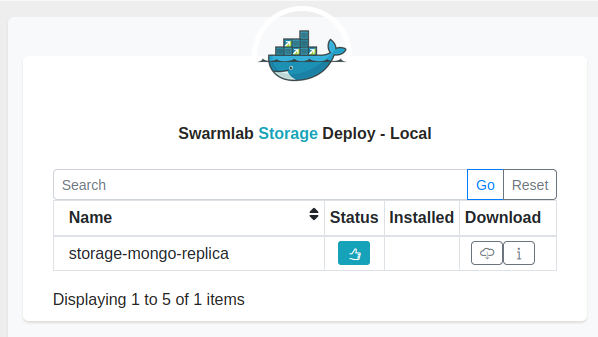 Swarmlab Storage Deploy - Local
Search Go Reset
Name Status Installed Download
storage-mongo-replica
Displaying 1 to 5 of 1 items